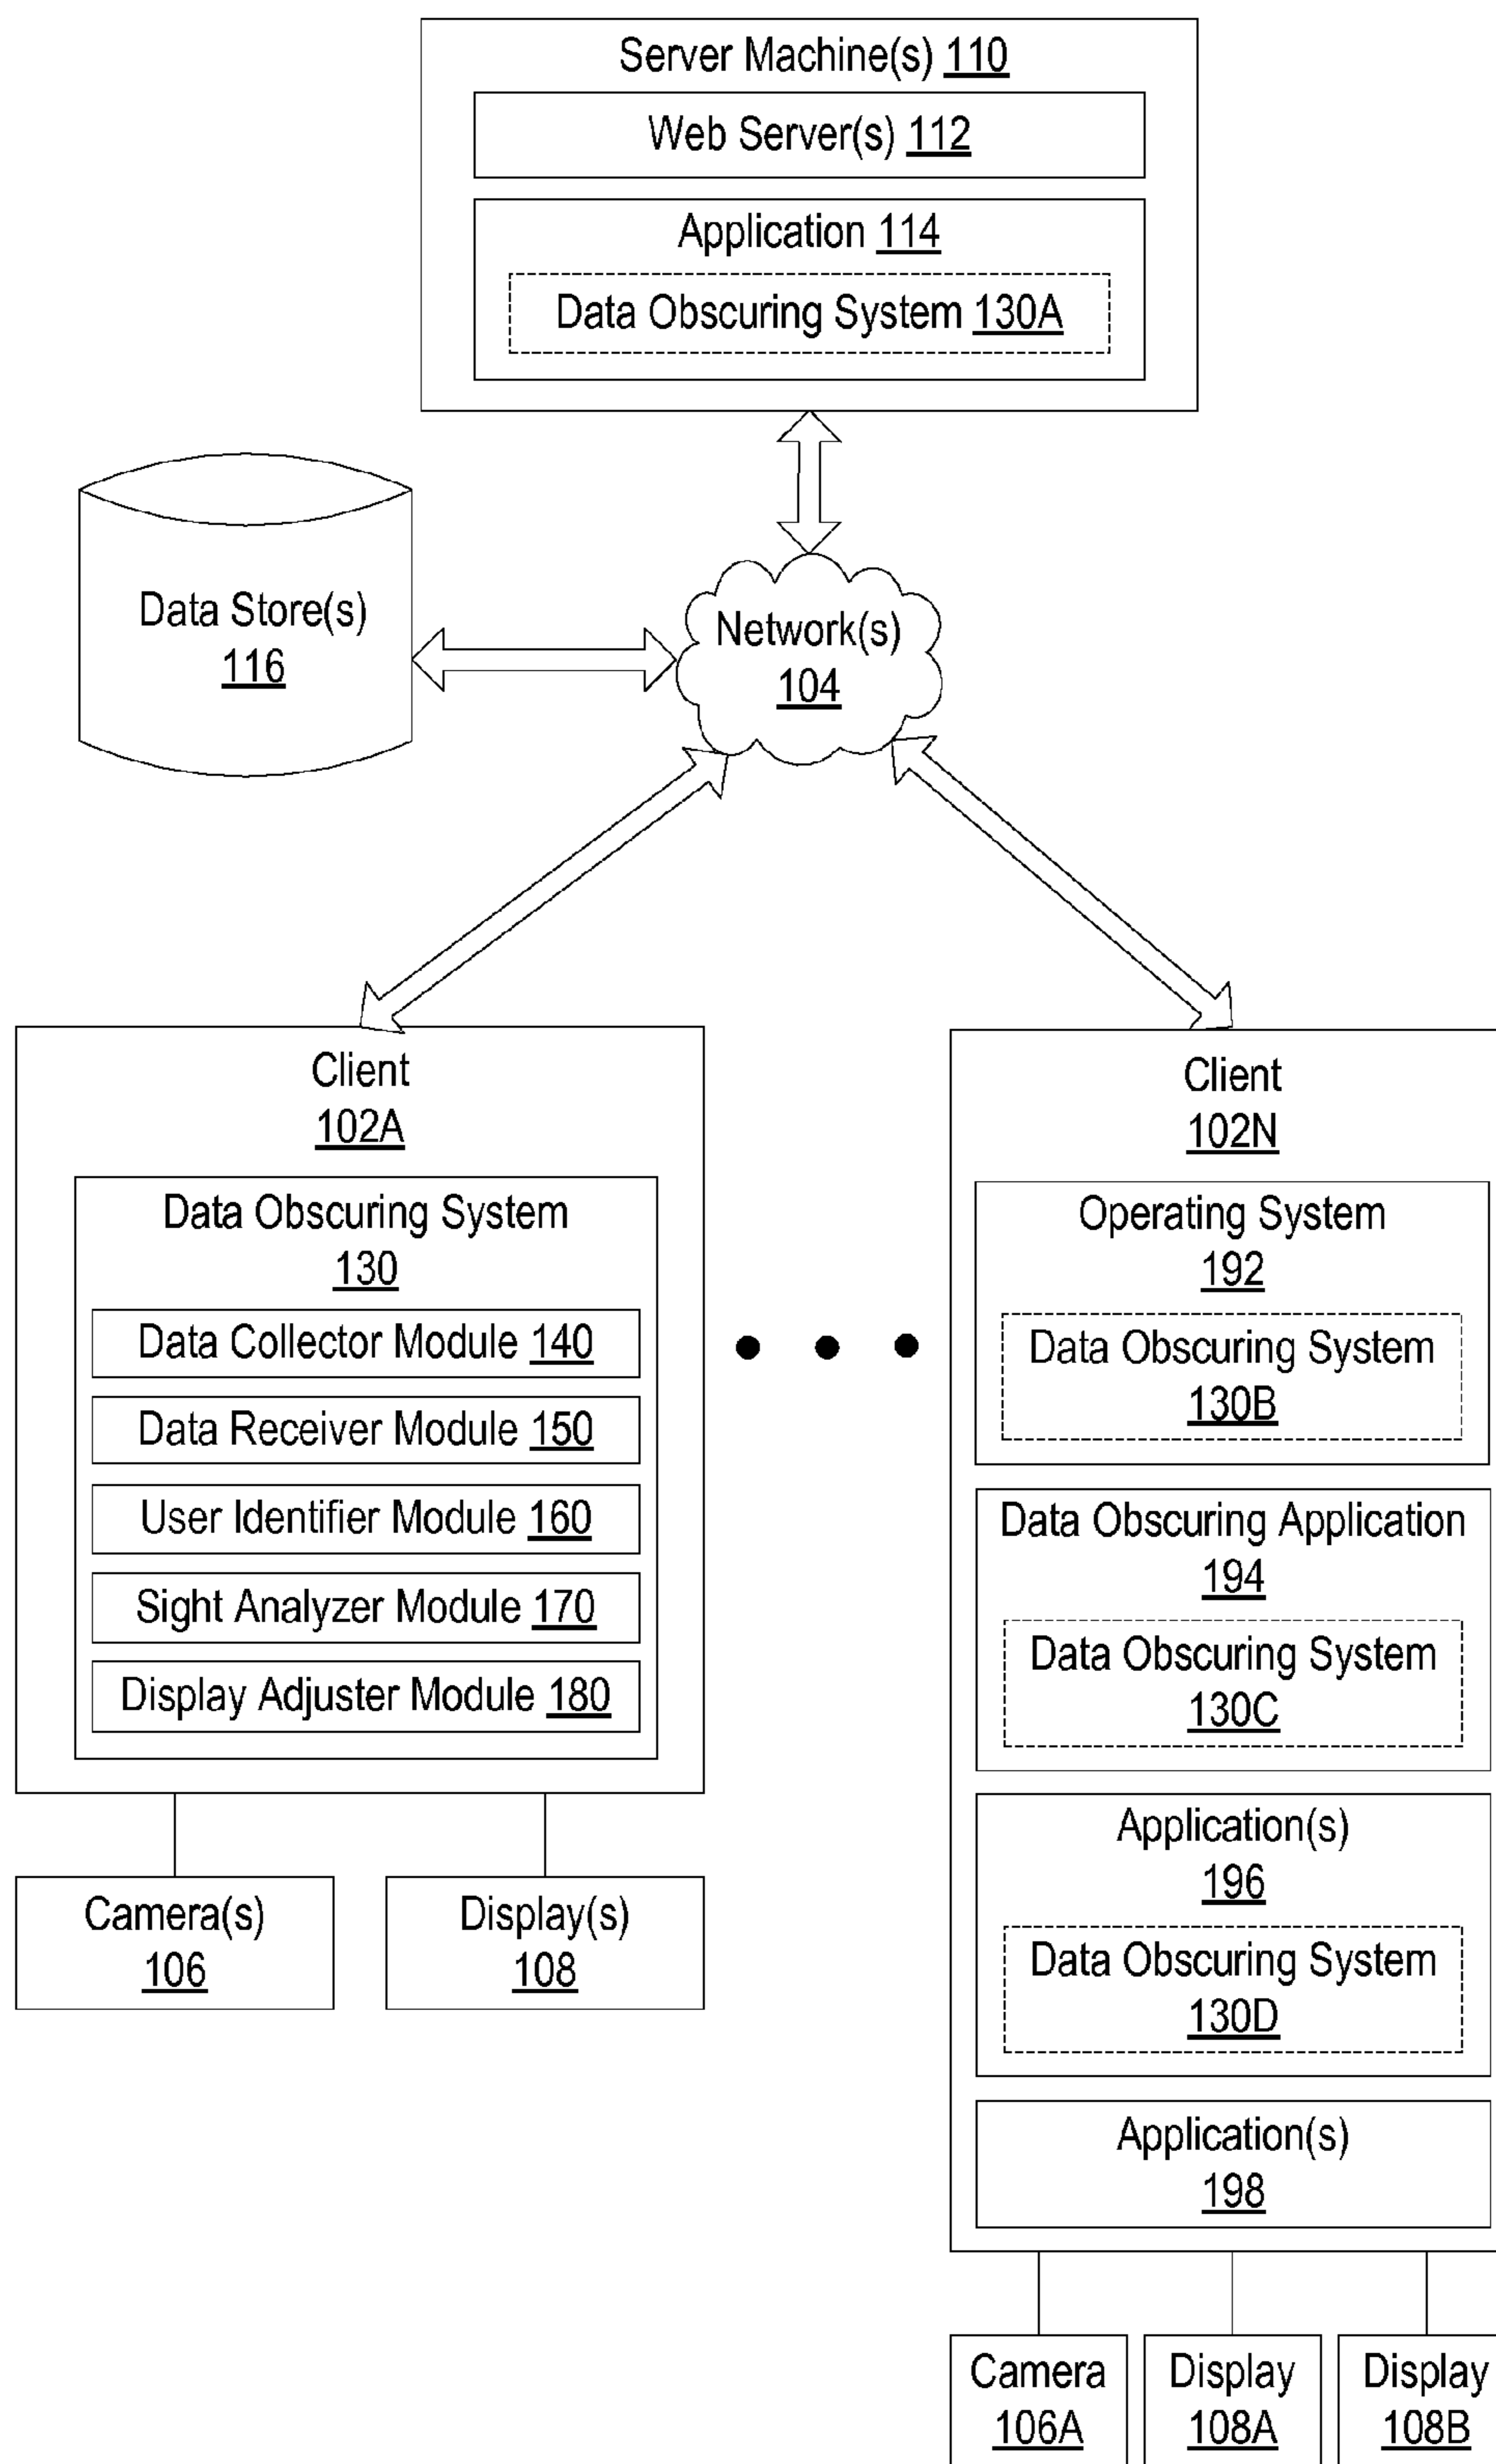 Server Machine(s) 110
Web Server(s) 112
Application 114
Data Obscuring System 130A
Data Store(s)
116
Network(s)
104
Client
102A
Data Obscuring System
130
Data Collector Module 140
Data Receiver Module 150
User Identifier Module 160
Sight Analyzer Module 170
Display Adjuster Module 180
Camera(s)
106
Display(s)
108
Client
102N
Operating System
192
Data Obscuring System
130B
Data Obscuring Application
194
Data Obscuring System
130C
Application(s)
196
Data Obscuring System
130D
Application(s)
198
Camera
106A
Display
108A
Display
108B